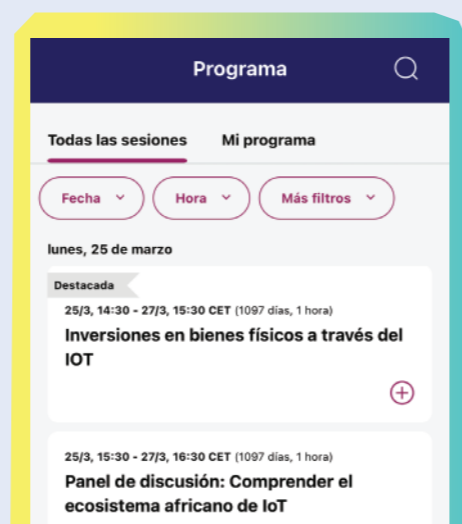 Programa
Todas las sesiones Mi programa
Fecha Hora Más filtros
lunes, 25 de marzo
Destacada
25/3, 14:30 - 27/3, 15:30 CET (1097 días, 1 hora)
Inversiones en bienes físicos a través del
IOT
25/3, 15:30 - 27/3, 16:30 CET (1097 días, 1 hora)
Panel de discusión: Comprender el
ecosistema africano de IoT